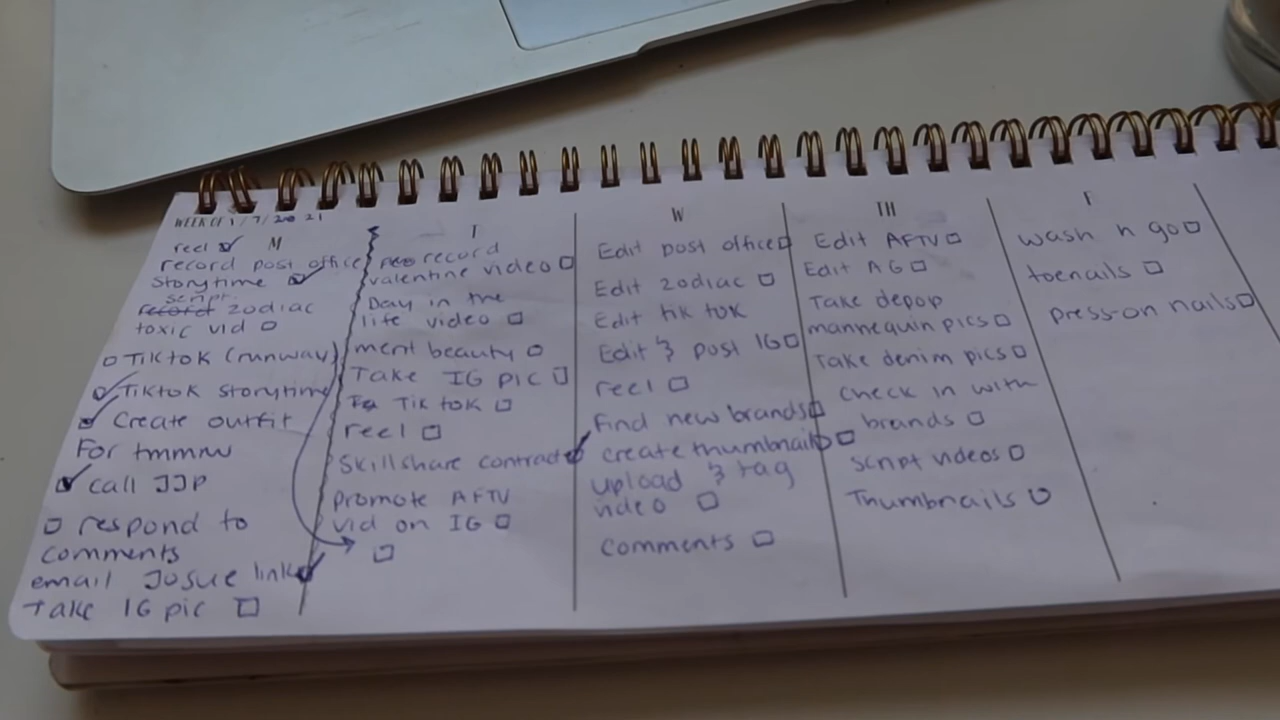 WEEK OF 1/7/2021
M
reel
record post office
storytime
script
record zodiac
toxic vid
TikTok (runway)
TikTok storytime
Create outfit
For tmmrw
call JJP
respond to
comments
email Josue link
Take IG pic
T
record
valentine video
Day in the
life video
ment beauty
Take IG pic
Tik tok
reel
Skillshare contract
promote AFTV
vid on IG
W
Edit post office
Edit zodiac
Edit tik tok
Edit & post IG
reel
Find new brands
create thumbnail
upload & tag
video
comments
TH
Edit AFTV
Edit AG
Take depop
mannequin pics
Take denim pics
check in with
brands
script videos
Thumbnails
F
wash n go
toenails
press-on nails